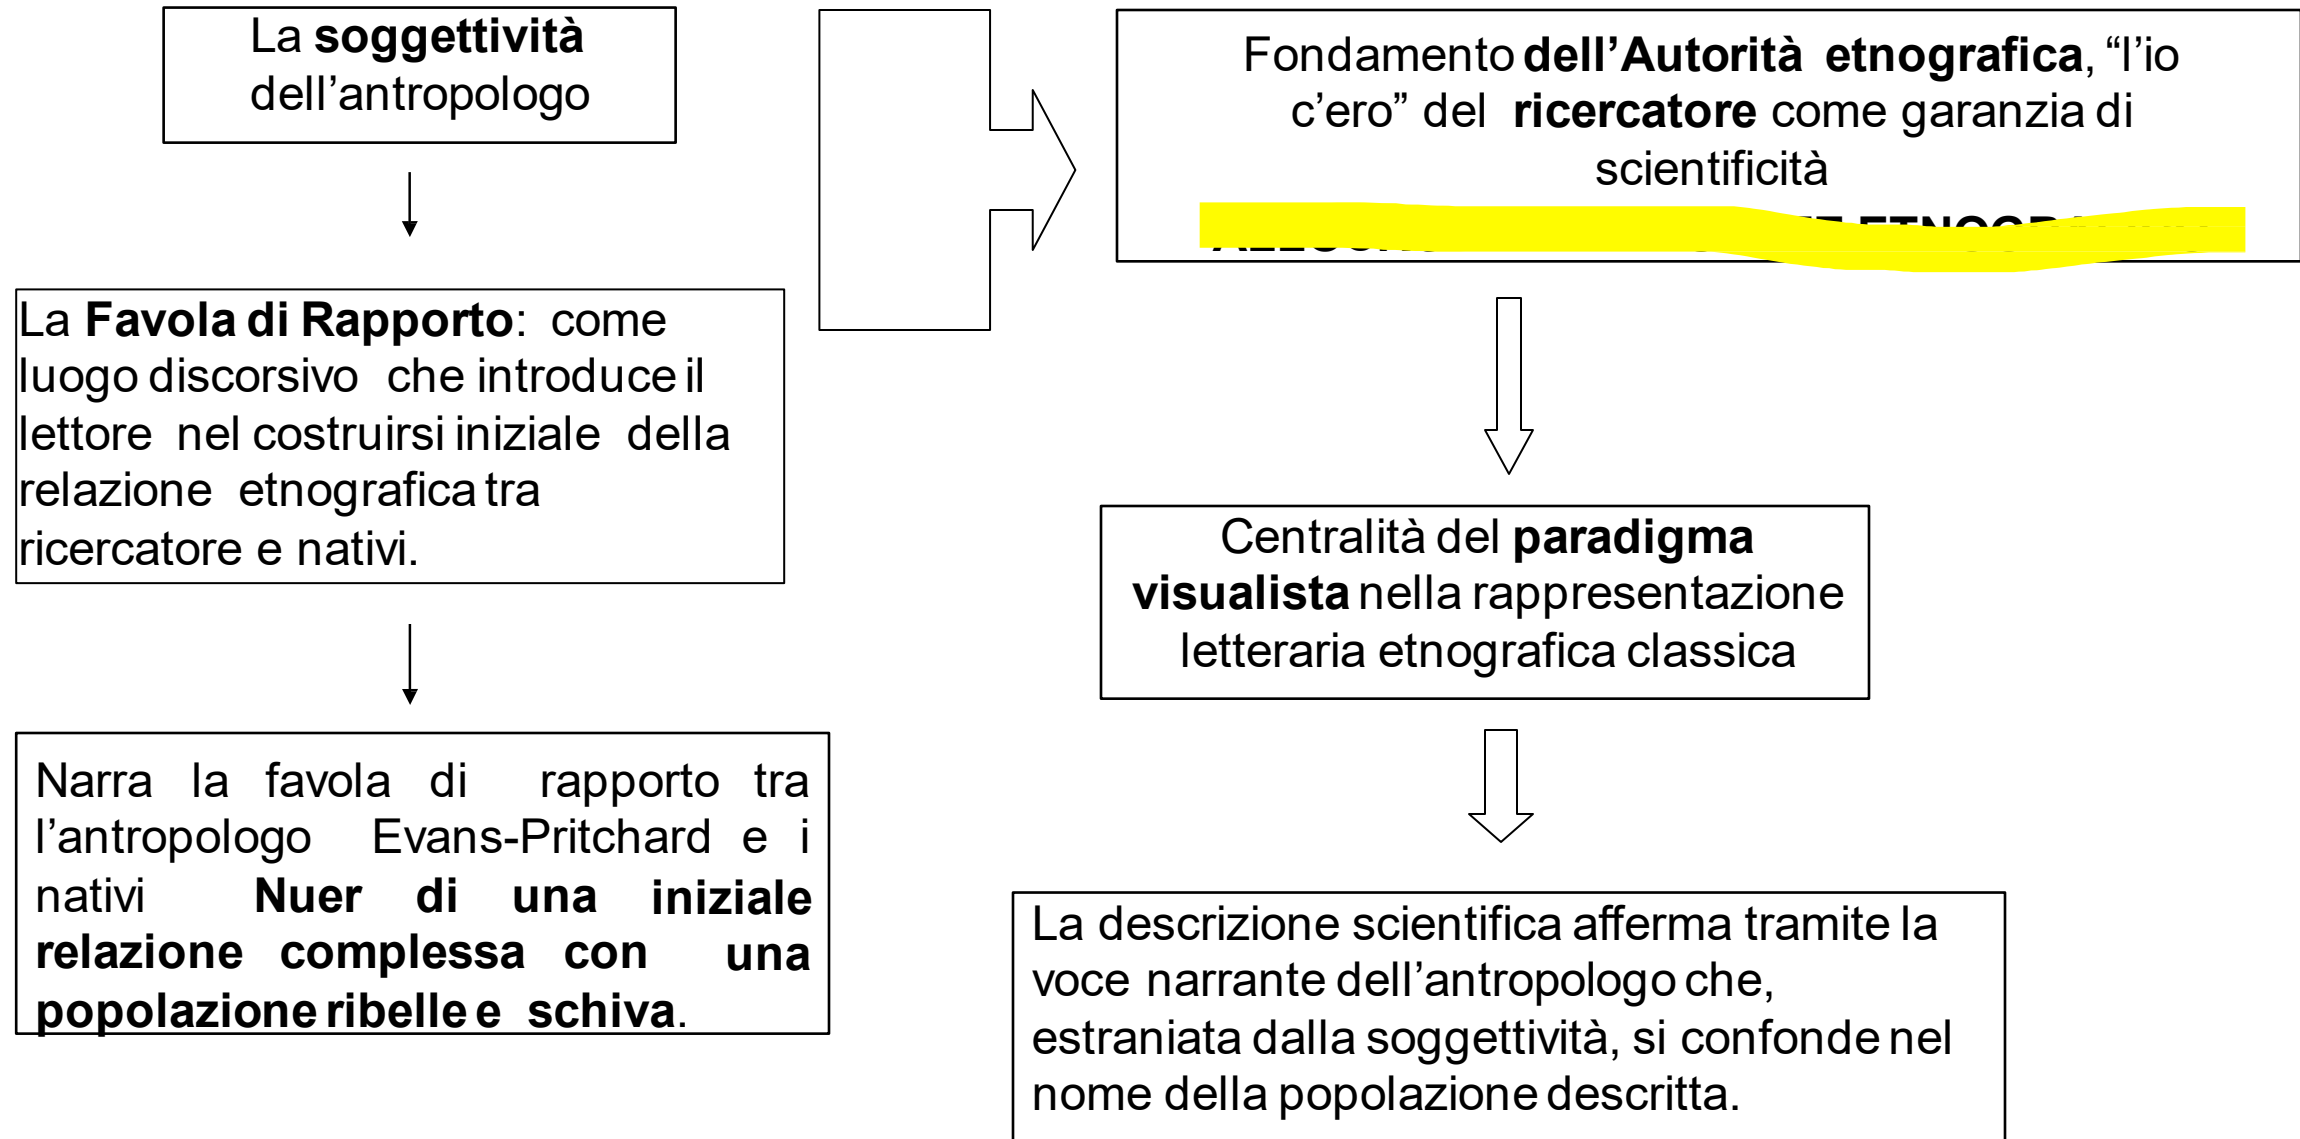 La soggettività
dell’antropologo
La Favola di Rapporto: come
luogo discorsivo che introduce il
lettore nel costruirsi iniziale della
relazione etnografica tra
ricercatore e nativi.
Narra la favola di rapporto tra
l’antropologo Evans-Pritchard e i
nativi Nuer di una iniziale
relazione complessa con una
popolazione ribelle e schiva.
Fondamento dell’Autorità etnografica, “l’io
c’ero” del ricercatore come garanzia di
scientificità
Centralità del paradigma
visualista nella rappresentazione
letteraria etnografica classica
La descrizione scientifica afferma tramite la
voce narrante dell’antropologo che,
estraniata dalla soggettività, si confonde nel
nome della popolazione descritta.